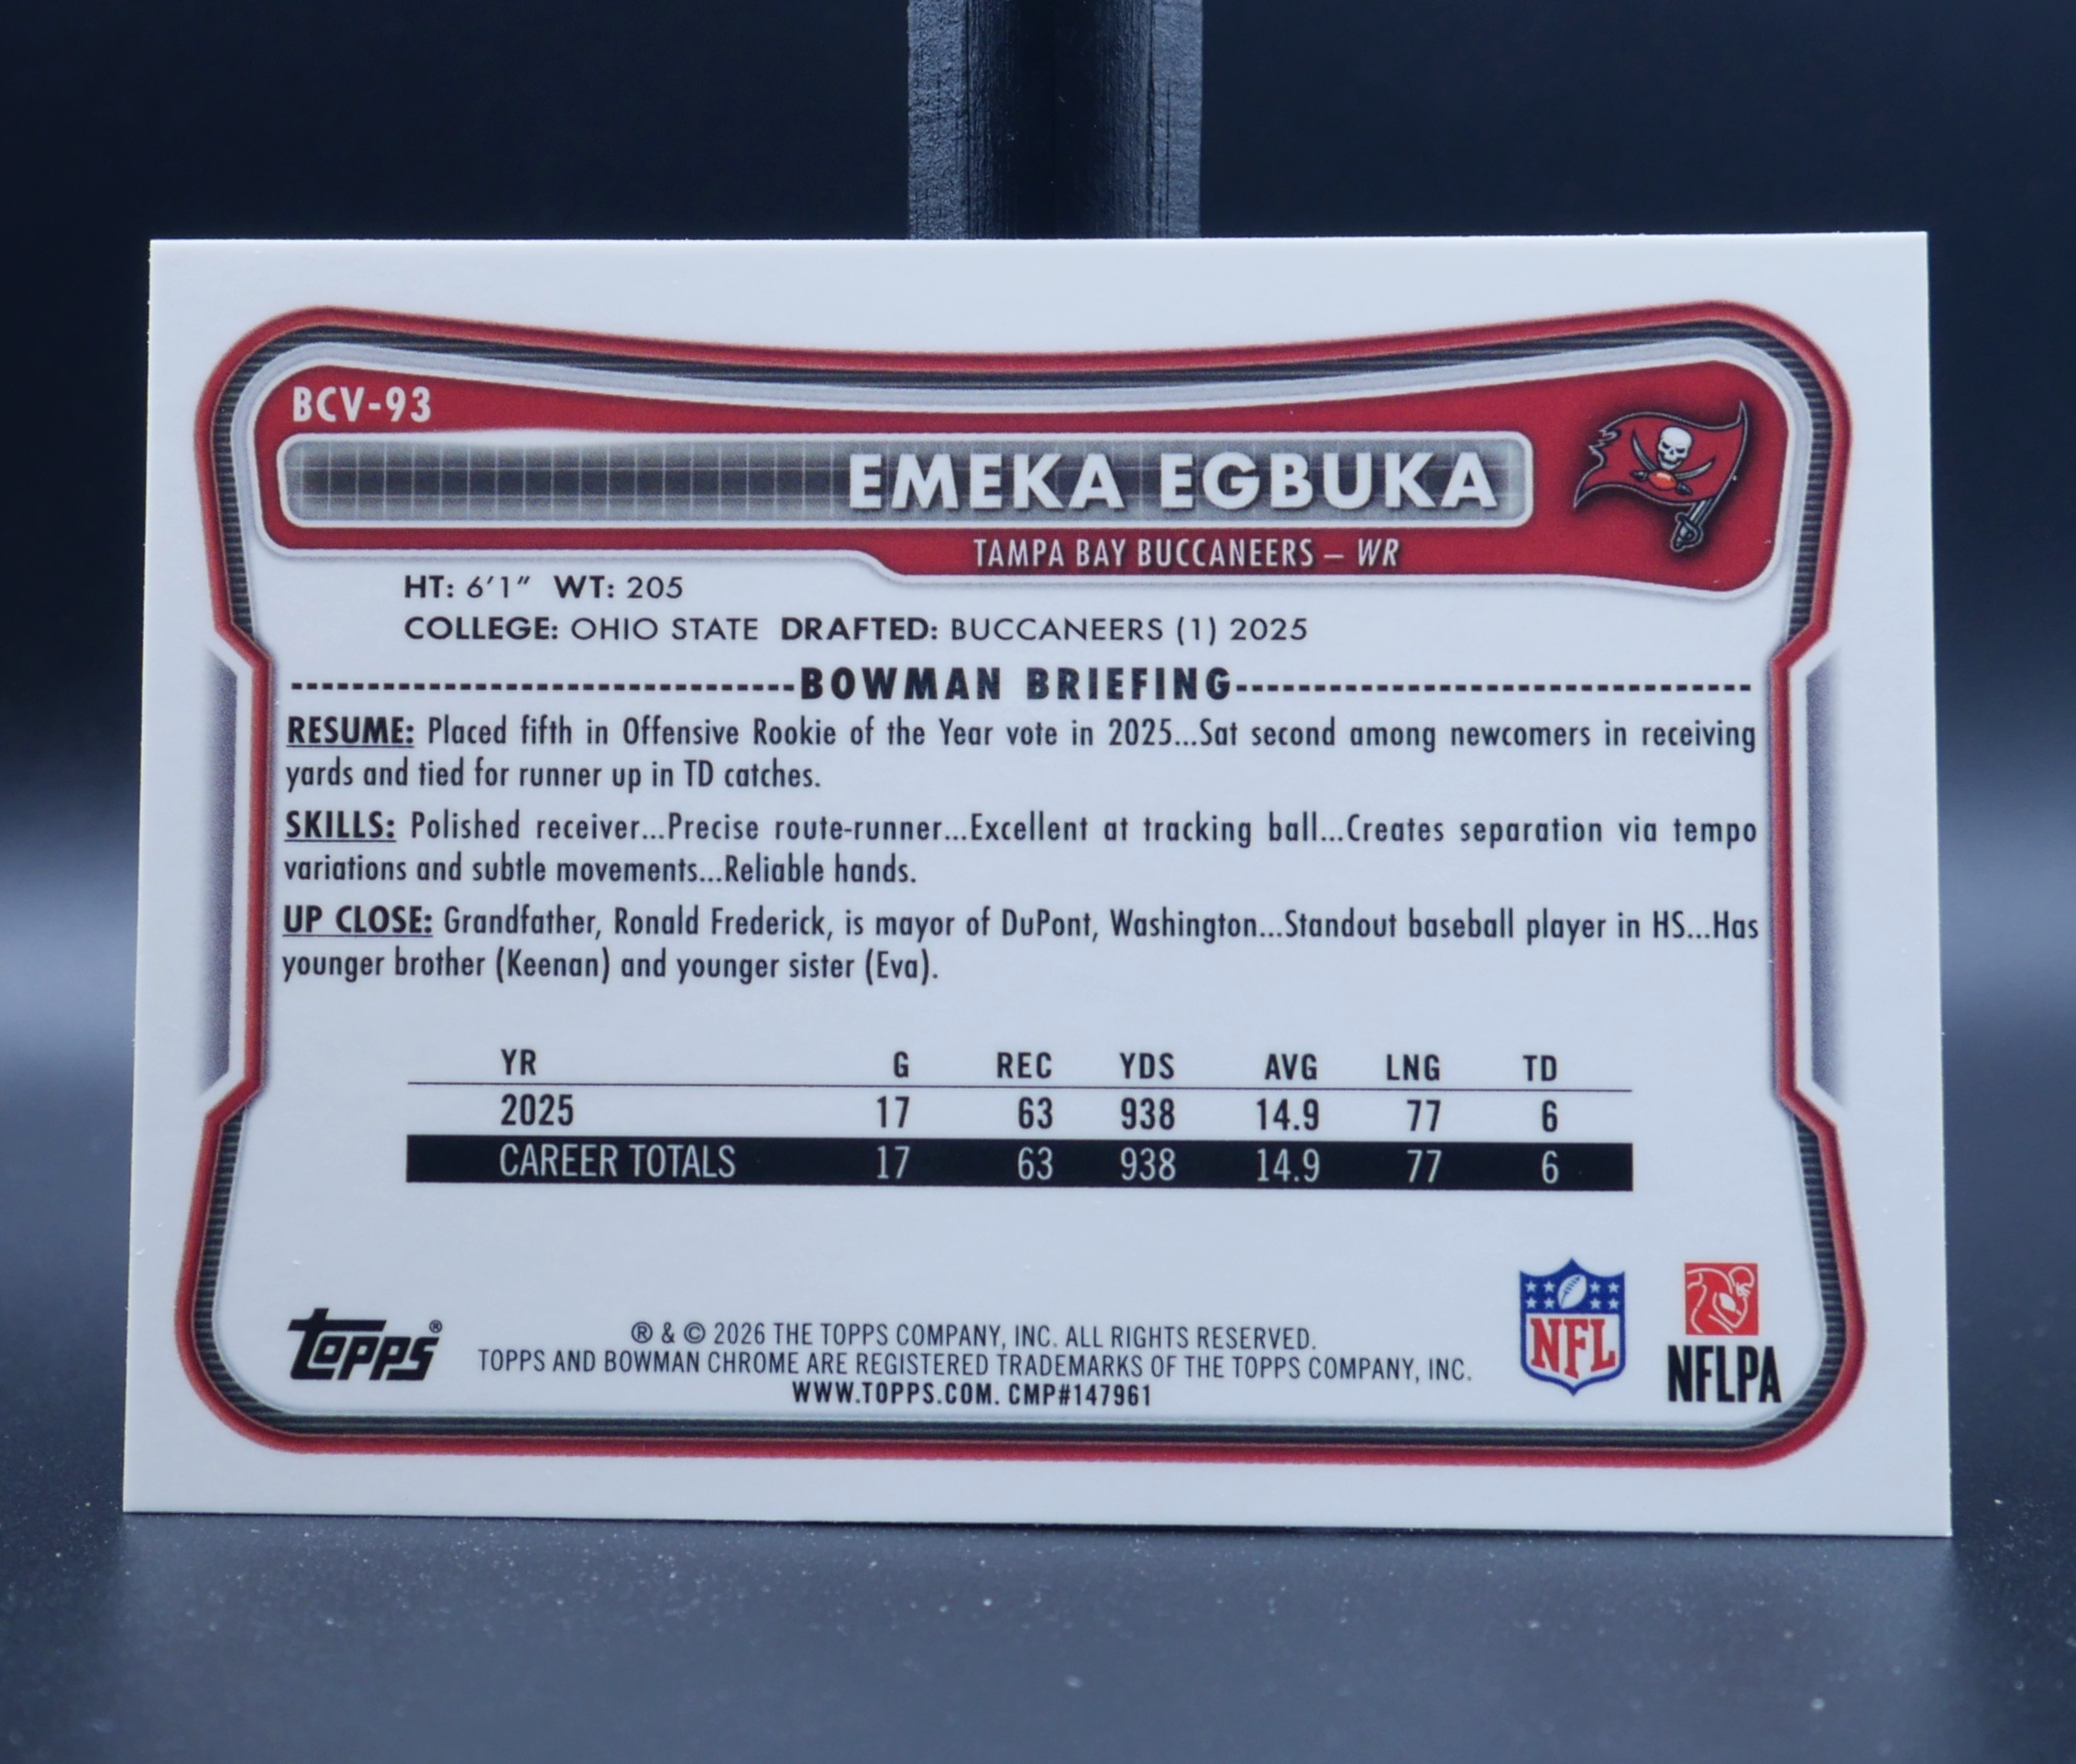 BCV-93
EMEKA EGBUKA
TAMPA BAY BUCCANEERS – WR
HT: 6'1" WT: 205
COLLEGE: OHIO STATE DRAFTED: BUCCANEERS (1) 2025
BOWMAN BRIEFING
RESUME: Placed fifth in Offensive Rookie of the Year vote in 2025...Sat second among newcomers in receiving
yards and tied for runner up in TD catches.
SKILLS: Polished receiver...Precise route-runner...Excellent at tracking ball...Creates separation via tempo
variations and subtle movements...Reliable hands.
UP CLOSE: Grandfather, Ronald Frederick, is mayor of DuPont, Washington...Standout baseball player in HS...Has
younger brother (Keenan) and younger sister (Eva).
YR G REC YDS AVG LNG TD
2025 17 63 938 14.9 77 6
CAREER TOTALS 17 63 938 14.9 77 6
topps®
® & © 2026 THE TOPPS COMPANY, INC. ALL RIGHTS RESERVED.
TOPPS AND BOWMAN CHROME ARE REGISTERED TRADEMARKS OF THE TOPPS COMPANY, INC.
WWW.TOPPS.COM. CMP#147961
NFL
NFLPA